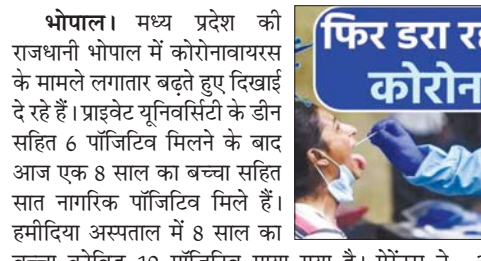 भोपाल। मध्य प्रदेश की
राजधानी भोपाल में कोरोनावायरस
के मामले लगातार बढ़ते हुए दिखाई
दे रहे हैं। प्राइवेट यूनिवर्सिटी के डीन
सहित 6 पॉजिटिव मिलने के बाद
आज एक 8 साल का बच्चा सहित
सात नागरिक पॉजिटिव मिले हैं।
हमीदिया अस्पताल में 8 साल का
फिर डरा